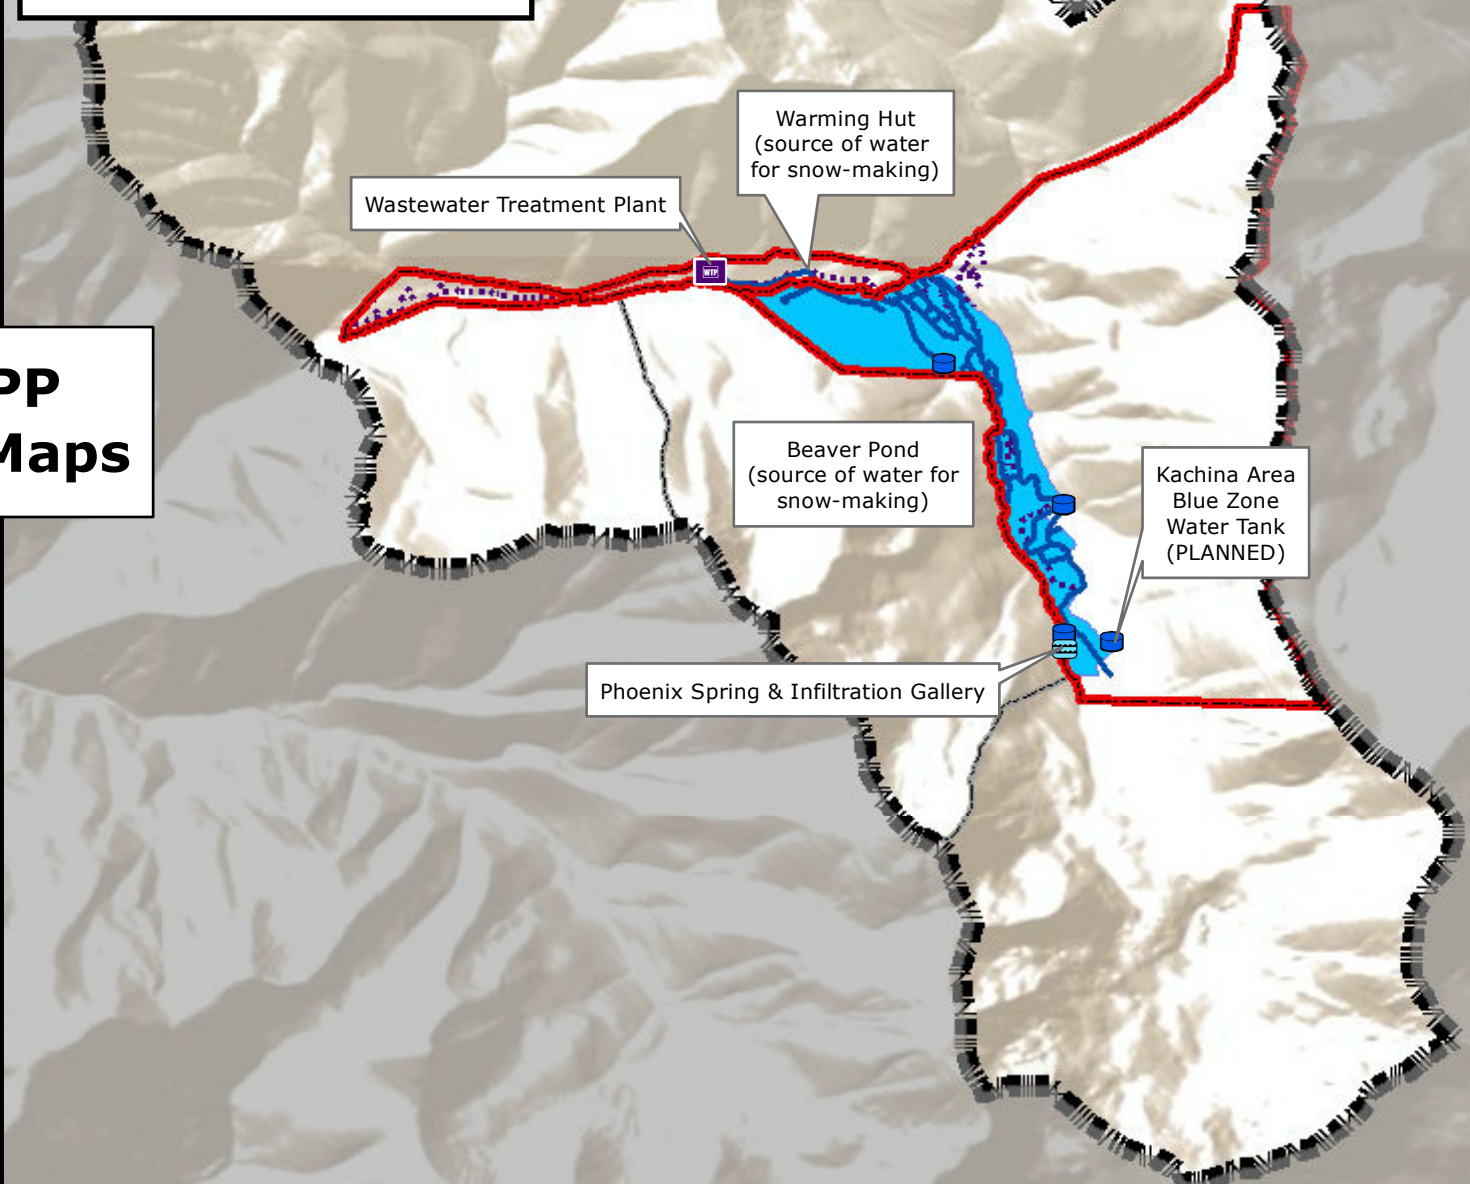 Warming Hut
(source of water
for snow-making)
Wastewater Treatment Plant
WTP
PP
Maps
Beaver Pond
(source of water for
snow-making)
Kachina Area
Blue Zone
Water Tank
(PLANNED)
Phoenix Spring & Infiltration Gallery